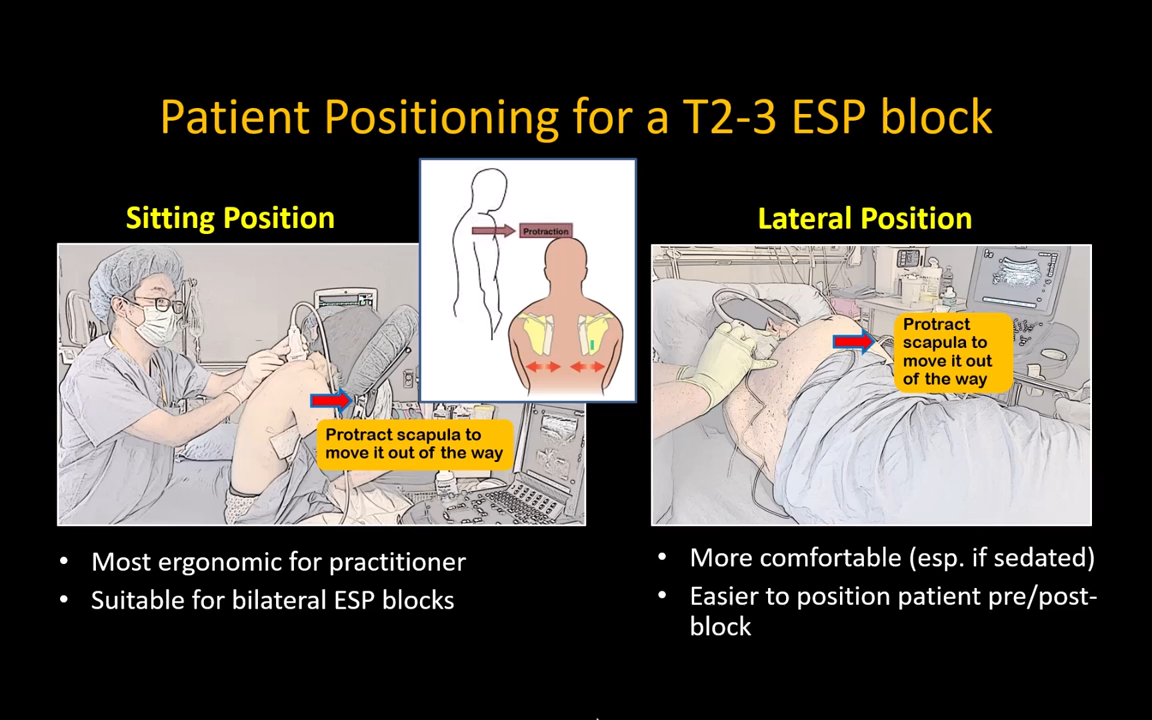 Patient Positioning for a T2-3 ESP block
Sitting Position
Protraction
Protract scapula to
move it out of the way
Most ergonomic for practitioner
Suitable for bilateral ESP blocks
Lateral Position
Protract
scapula to
move it out
of the way
More comfortable (esp. if sedated)
Easier to position patient pre/post-
block